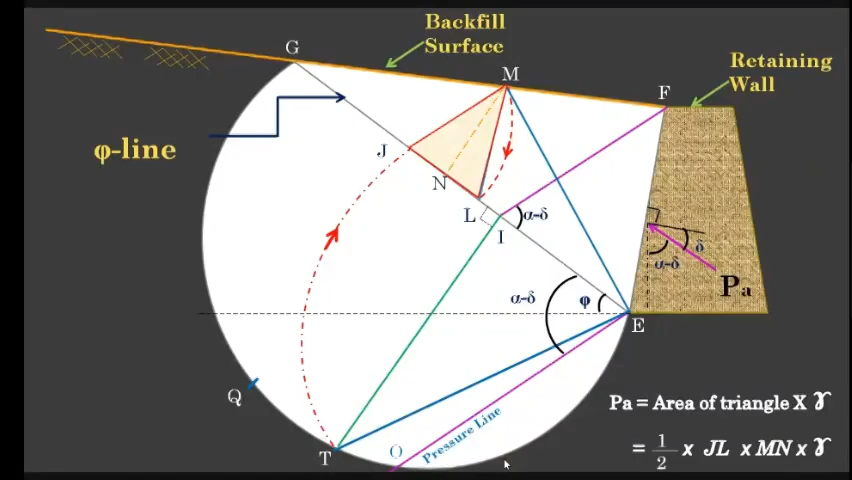 Backfill
Surface
G
M
Retaining
Wall
F
φ-line
J
N
L
I
α-δ
δ
α-δ
Pa
α-δ
φ
E
Q
T
O
Pressure Line
Pa = Area of triangle X ɤ
= 1/2 x JL x MN x ɤ